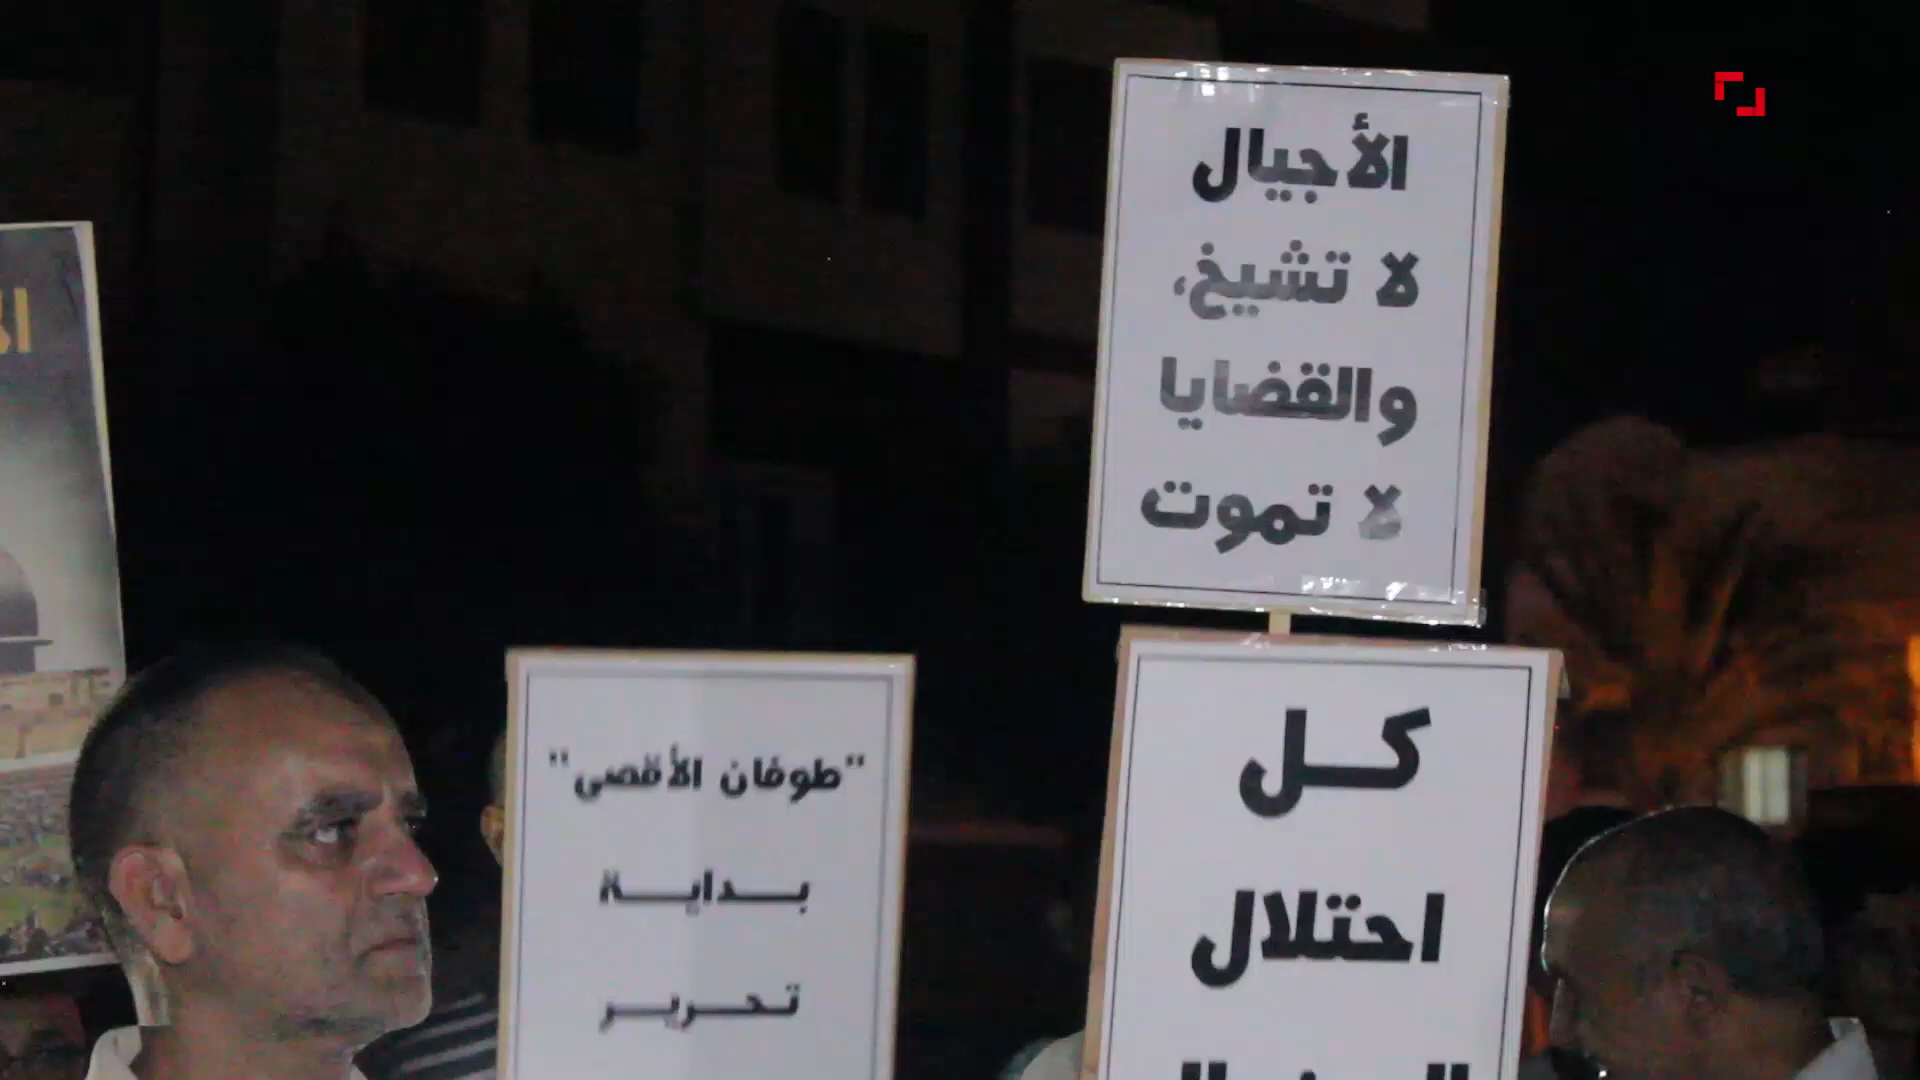 الأجيال
لا تشيخ،
والقضايا
لا تموت
كل
احتلال
"طوفان الأقصى"
بداية
تحرير